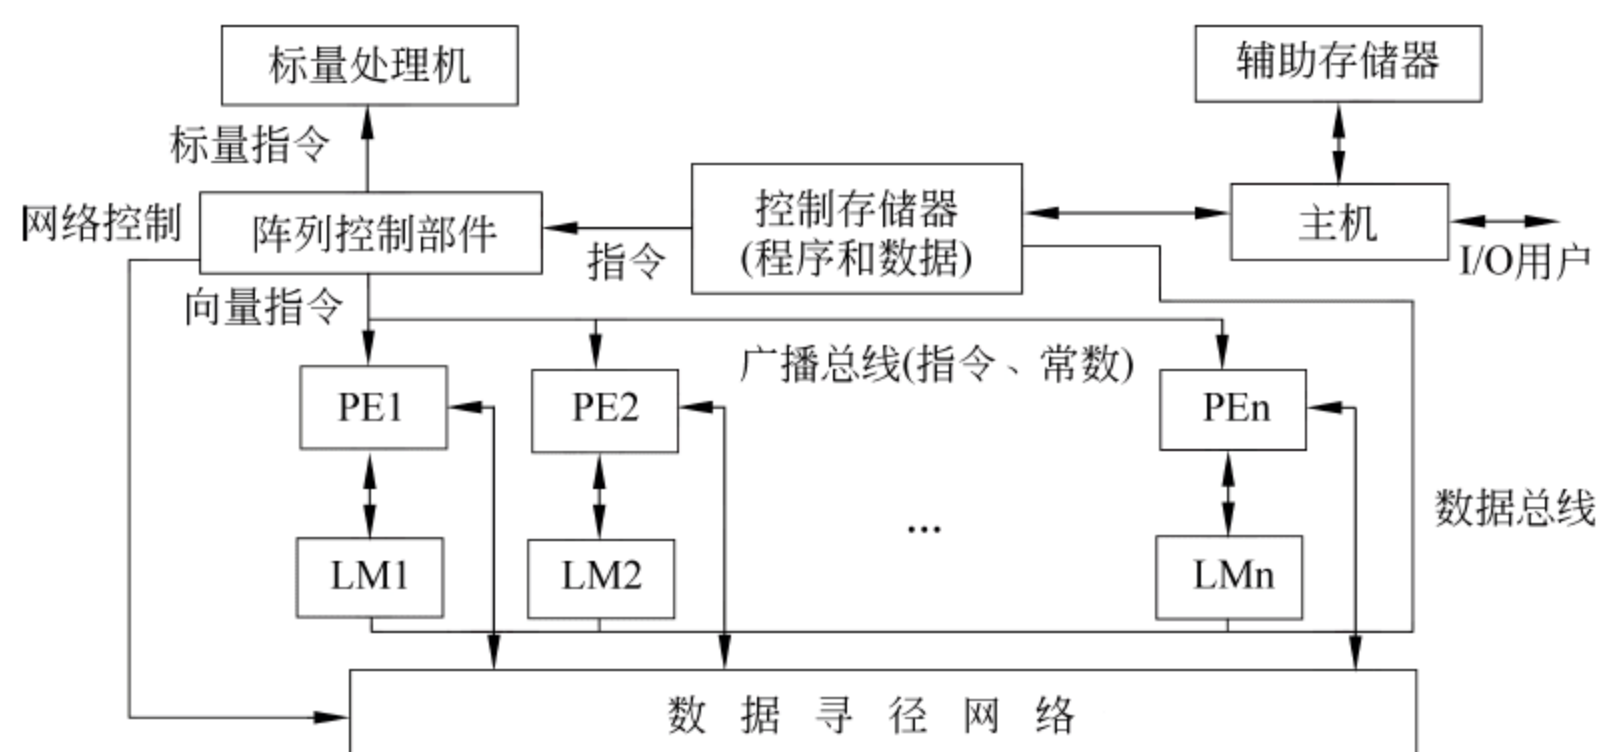 标量处理机
辅助存储器
标量指令
网络控制
阵列控制部件
指令
控制存储器
(程序和数据)
主机
I/O用户
向量指令
广播总线(指令、常数)
PE1
PE2
PEn
数据总线
...
LM1
LM2
LMn
数据寻径网络